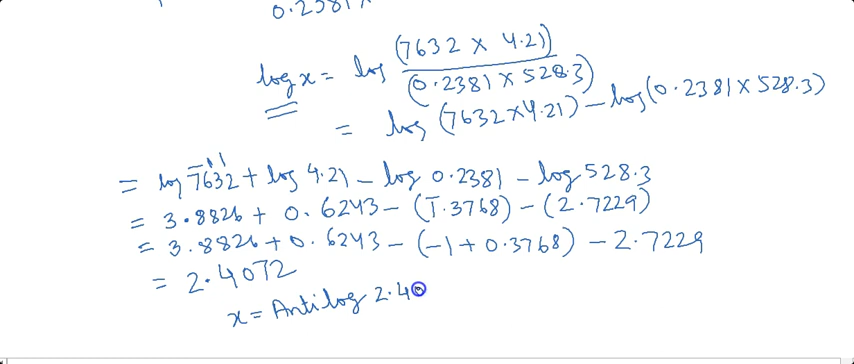 0.2381 x
log x = log (7632 × 4.21) / (0.2381 × 528.3)
= log (7632 × 4.21) − log (0.2381 × 528.3)
= log 7632 + log 4.21 − log 0.2381 − log 528.3
= 3.8826 + 0.6243 − (1̅.3768) − (2.7229)
= 3.8826 + 0.6243 − (−1 + 0.3768) − 2.7229
= 2.4072
x = Antilog 2.40